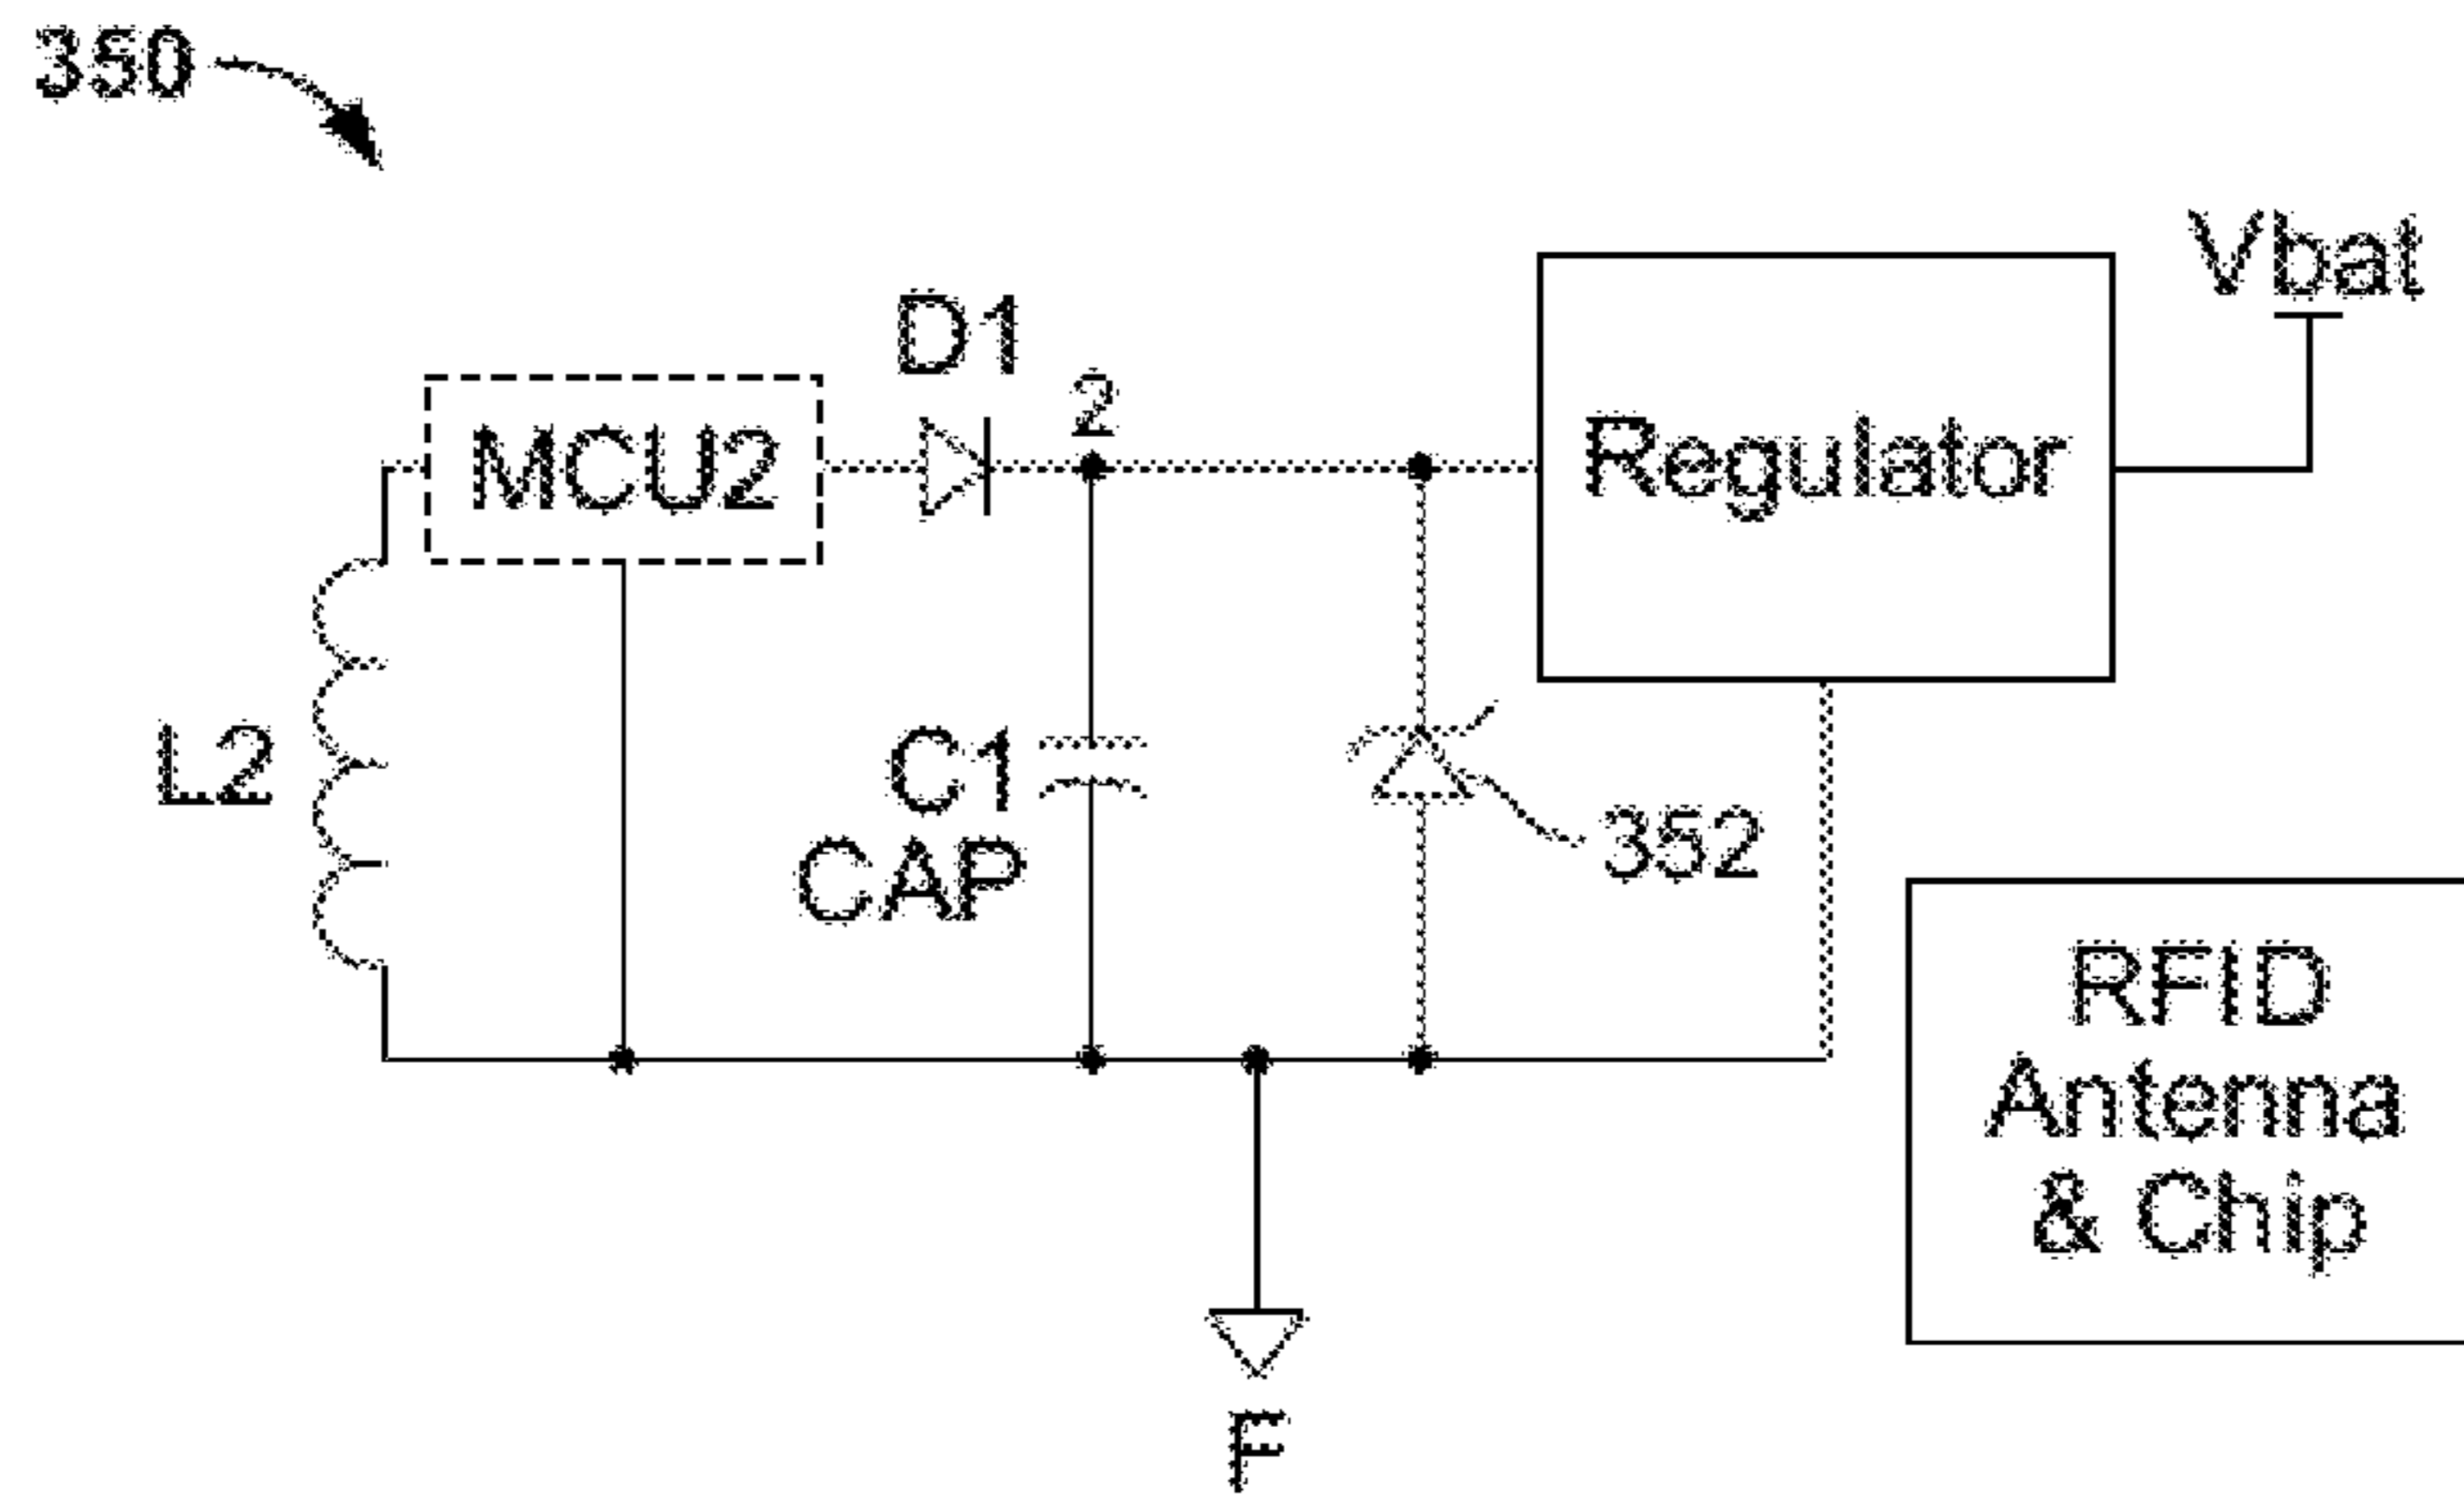 350
Vbat
D1
2
MCU2
Regulator
L2
C1
CAP
352
RFID
Antenna
& Chip
F